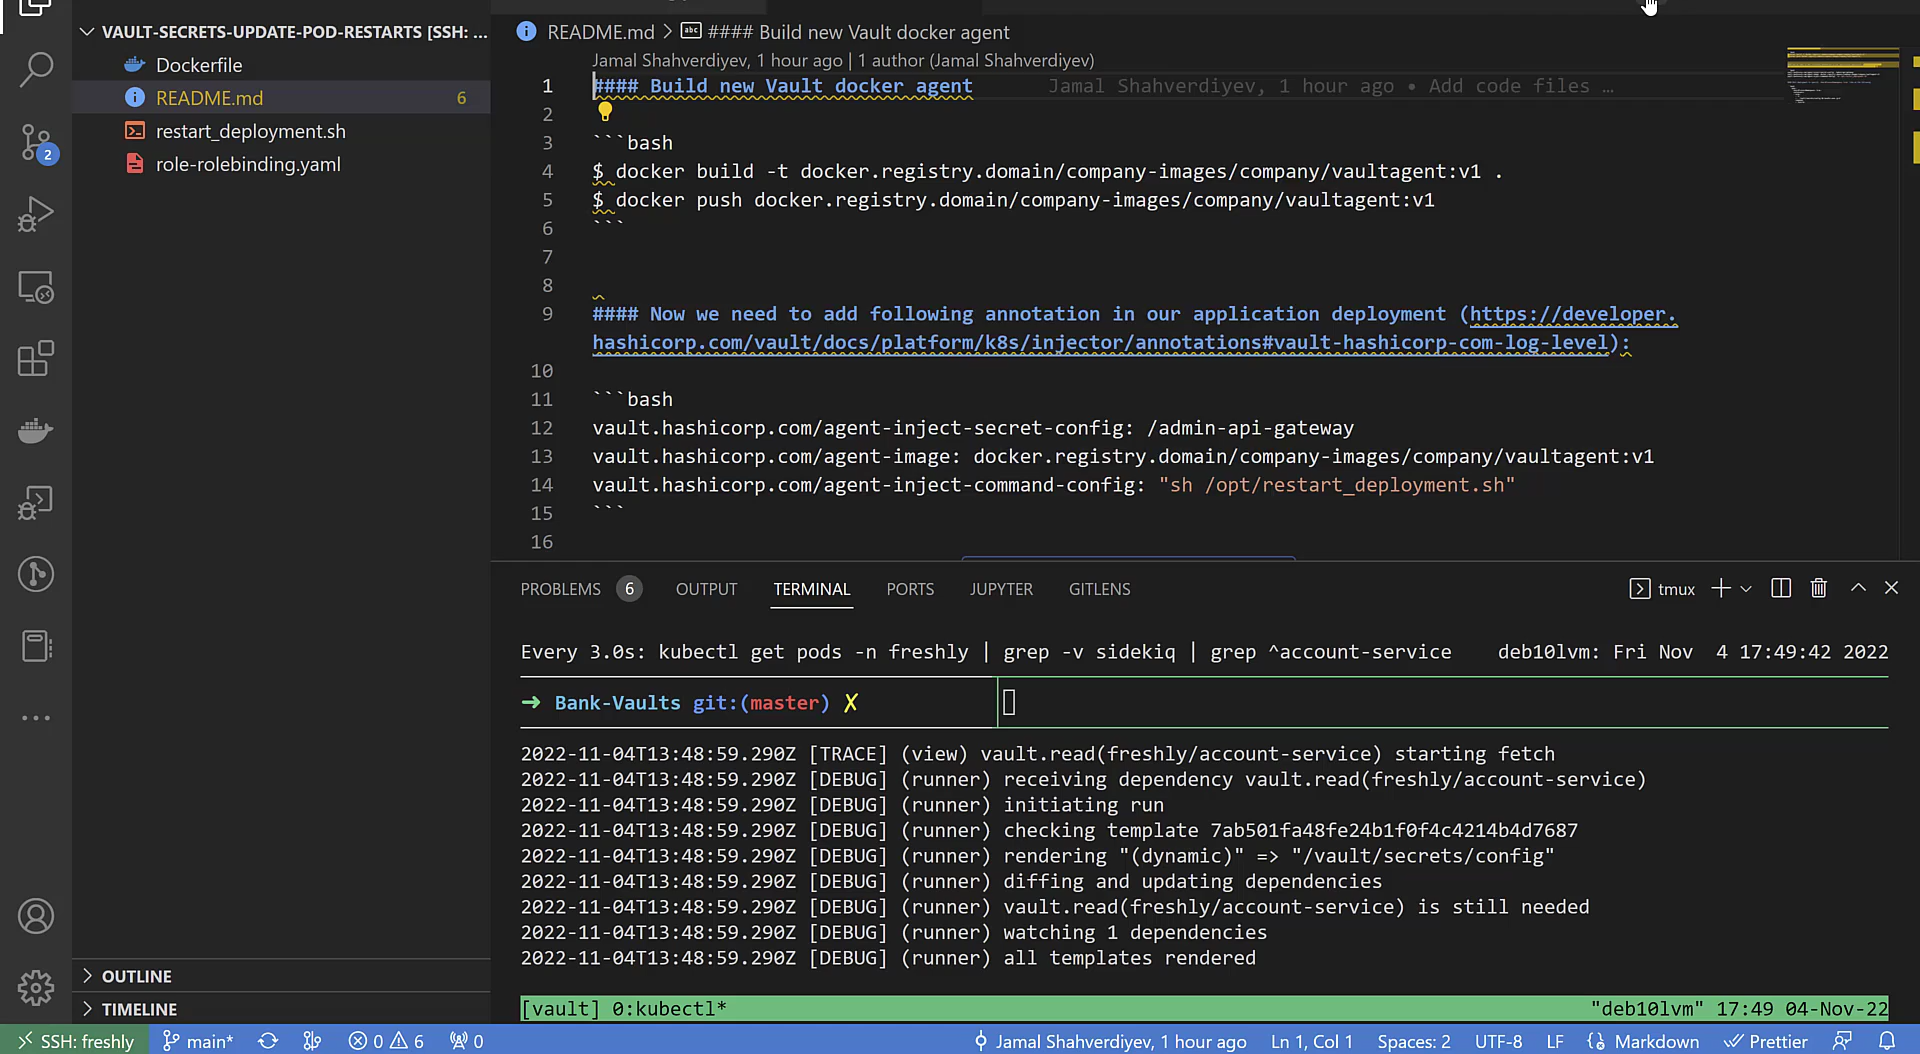 VAULT-SECRETS-UPDATE-POD-RESTARTS [SSH: ...
Dockerfile
README.md 6
restart_deployment.sh
role-rolebinding.yaml
2
OUTLINE
TIMELINE
README.md > abc #### Build new Vault docker agent
Jamal Shahverdiyev, 1 hour ago | 1 author (Jamal Shahverdiyev)
1 #### Build new Vault docker agent Jamal Shahverdiyev, 1 hour ago • Add code files …
2
3 ```bash
4 $ docker build -t docker.registry.domain/company-images/company/vaultagent:v1 .
5 $ docker push docker.registry.domain/company-images/company/vaultagent:v1
6 ```
7
8
9 #### Now we need to add following annotation in our application deployment (https://developer.
hashicorp.com/vault/docs/platform/k8s/injector/annotations#vault-hashicorp-com-log-level):
10
11 ```bash
12 vault.hashicorp.com/agent-inject-secret-config: /admin-api-gateway
13 vault.hashicorp.com/agent-image: docker.registry.domain/company-images/company/vaultagent:v1
14 vault.hashicorp.com/agent-inject-command-config: "sh /opt/restart_deployment.sh"
15 ```
16
PROBLEMS 6 OUTPUT TERMINAL PORTS JUPYTER GITLENS tmux
Every 3.0s: kubectl get pods -n freshly | grep -v sidekiq | grep ^account-service deb10lvm: Fri Nov 4 17:49:42 2022
➜ Bank-Vaults git:(master) ✗
2022-11-04T13:48:59.290Z [TRACE] (view) vault.read(freshly/account-service) starting fetch
2022-11-04T13:48:59.290Z [DEBUG] (runner) receiving dependency vault.read(freshly/account-service)
2022-11-04T13:48:59.290Z [DEBUG] (runner) initiating run
2022-11-04T13:48:59.290Z [DEBUG] (runner) checking template 7ab501fa48fe24b1f0f4c4214b4d7687
2022-11-04T13:48:59.290Z [DEBUG] (runner) rendering "(dynamic)" => "/vault/secrets/config"
2022-11-04T13:48:59.290Z [DEBUG] (runner) diffing and updating dependencies
2022-11-04T13:48:59.290Z [DEBUG] (runner) vault.read(freshly/account-service) is still needed
2022-11-04T13:48:59.290Z [DEBUG] (runner) watching 1 dependencies
2022-11-04T13:48:59.290Z [DEBUG] (runner) all templates rendered
[vault] 0:kubectl* "deb10lvm" 17:49 04-Nov-22
SSH: freshly main* 0 6 0 Jamal Shahverdiyev, 1 hour ago Ln 1, Col 1 Spaces: 2 UTF-8 LF Markdown Prettier